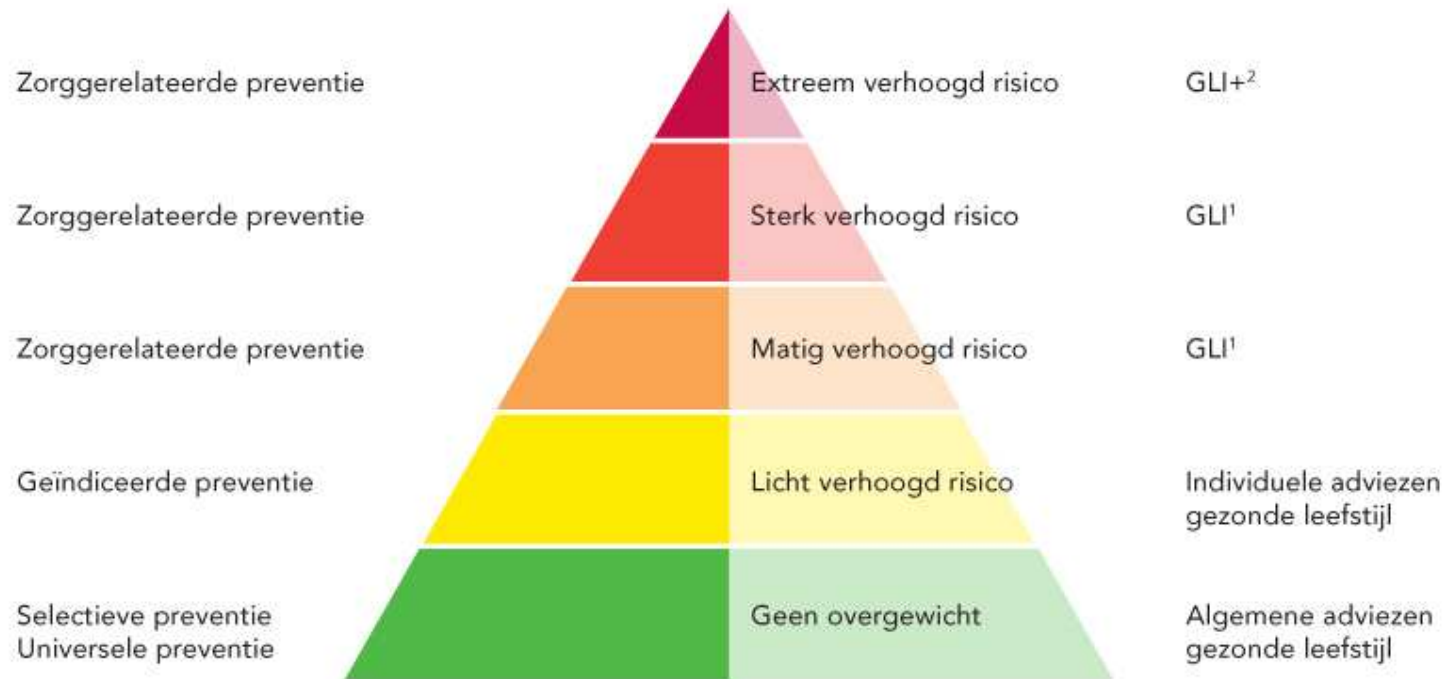 Zorggerelateerde preventie
Extreem verhoogd risico
GLI+²
Zorggerelateerde preventie
Sterk verhoogd risico
GLI¹
Zorggerelateerde preventie
Matig verhoogd risico
GLI¹
Geïndiceerde preventie
Licht verhoogd risico
Individuele adviezen
gezonde leefstijl
Selectieve preventie
Universele preventie
Geen overgewicht
Algemene adviezen
gezonde leefstijl